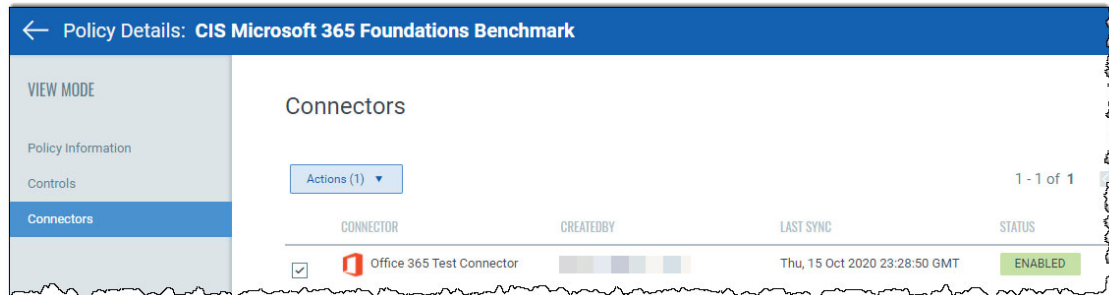 Policy Details: CIS Microsoft 365 Foundations Benchmark
VIEW MODE
Policy Information
Controls
Connectors
Connectors
Actions (1)
1 - 1 of 1
CONNECTOR CREATEDBY LAST SYNC STATUS
Office 365 Test Connector Thu, 15 Oct 2020 23:28:50 GMT ENABLED